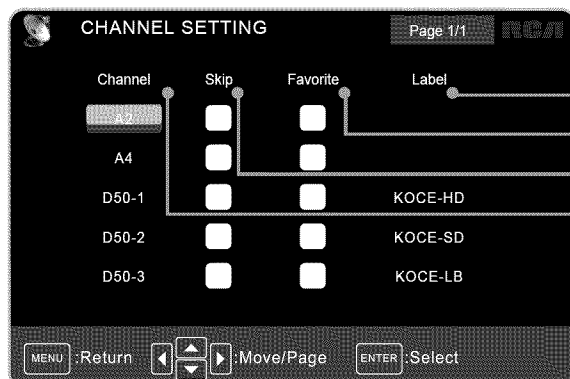 CHANNEL SETTING Page 1/1 RCA
Channel Skip Favorite Label
A2
A4
D50-1 KOCE-HD
D50-2 KOCE-SD
D50-3 KOCE-LB
MENU :Return :Move/Page ENTER :Select